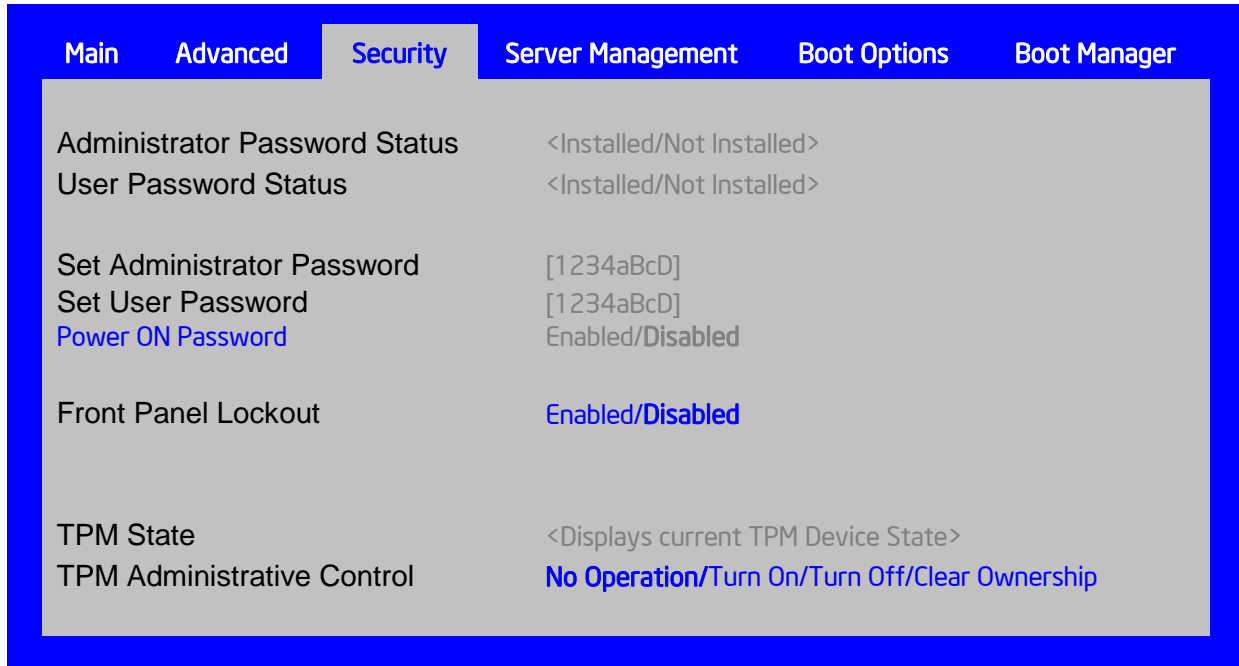 Main Advanced Security Server Management Boot Options Boot Manager
Administrator Password Status <Installed/Not Installed>
User Password Status <Installed/Not Installed>
Set Administrator Password [1234aBcD]
Set User Password [1234aBcD]
Power ON Password Enabled/Disabled
Front Panel Lockout Enabled/Disabled
TPM State <Displays current TPM Device State>
TPM Administrative Control No Operation/Turn On/Turn Off/Clear Ownership